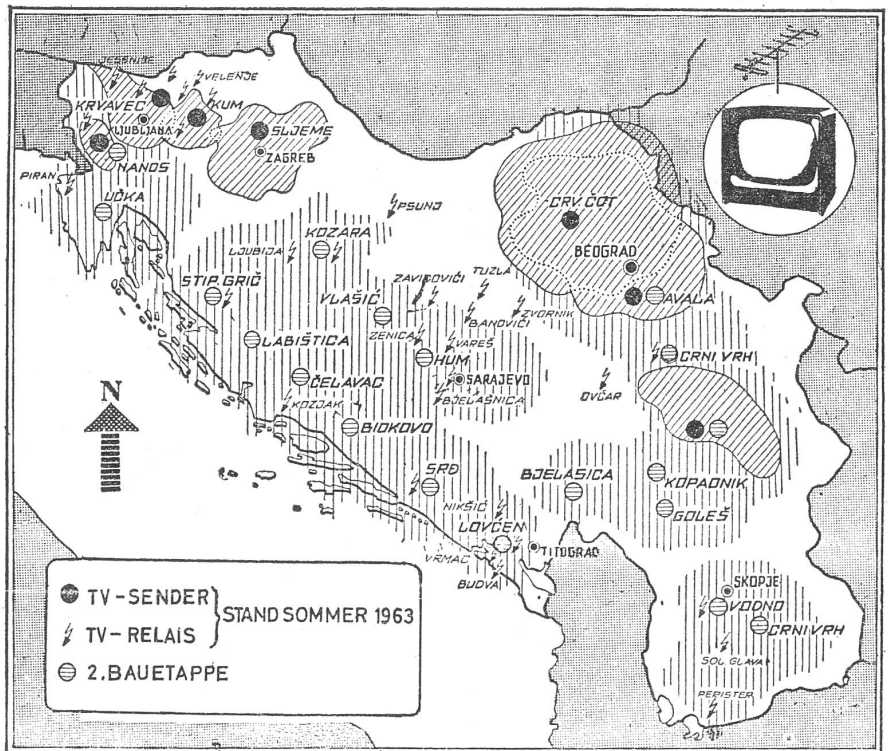 JESENICE
VELENJE
KRVAVEC
KUM
LJUBLJANA
SLJEME
ZAGREB
NANOS
PIRAN
UČKA
PSUNJ
CRV. ČOT
KOZARA
LJUBIJA
BEOGRAD
STIP. GRIČ
ZAVIDOVIĆI
TUZLA
AVALA
VLAŠIĆ
ZVORNIK
BANOVIĆI
ZENICA
VAREŠ
LABIŠTICA
HUM
CRNI VRH
ČELAVAC
SARAJEVO
BJELAŠNICA
OVČAR
KOZJAK
N
BIOKOVO
SRĐ
BJELASICA
KOPAONIK
NIKŠIĆ
GOLEŠ
LOVĆEN
TITOGRAD
VRMAC
BUDVA
SKOPJE
VODNO
CRNI VRH
SOL. GLAVA
PERISTER
TV-SENDER
STAND SOMMER 1963
TV-RELAIS
2. BAUETAPPE